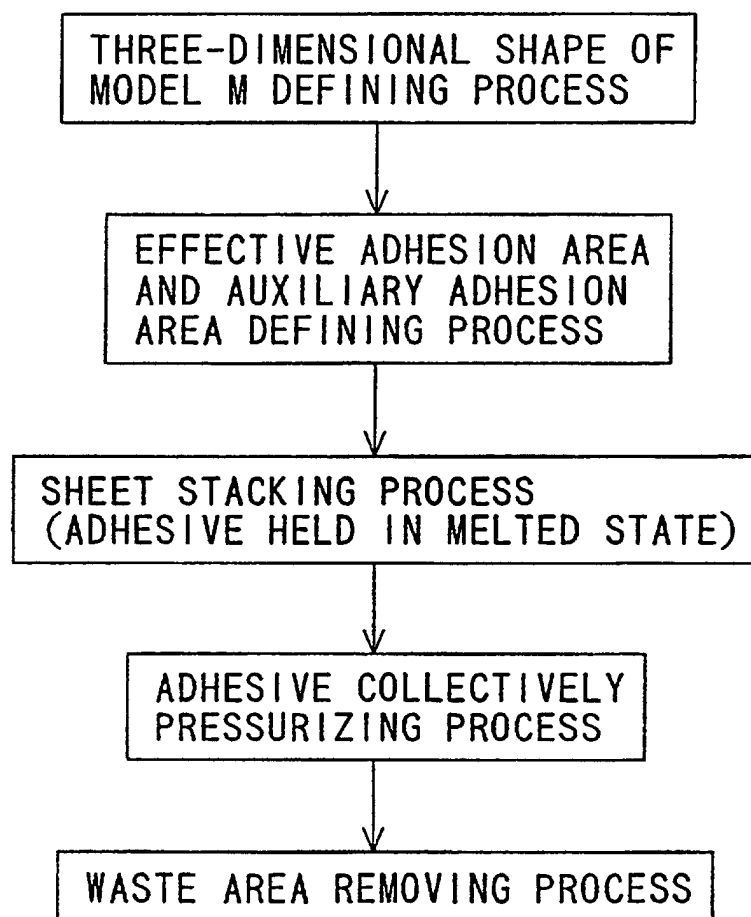 THREE-DIMENSIONAL SHAPE OF
MODEL M DEFINING PROCESS
EFFECTIVE ADHESION AREA
AND AUXILIARY ADHESION
AREA DEFINING PROCESS
SHEET STACKING PROCESS
(ADHESIVE HELD IN MELTED STATE)
ADHESIVE COLLECTIVELY
PRESSURIZING PROCESS
WASTE AREA REMOVING PROCESS